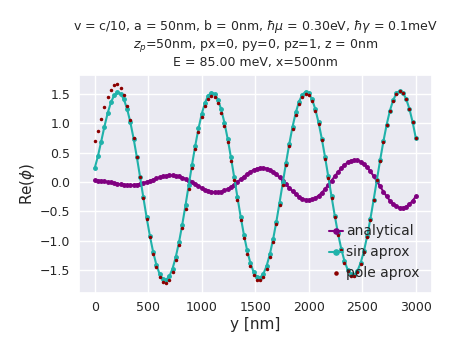 v = c/10, a = 50nm, b = 0nm, ℏμ = 0.30eV, ℏγ = 0.1meV
z_p=50nm, px=0, py=0, pz=1, z = 0nm
E = 85.00 meV, x=500nm
Re(ϕ)
1.5
1.0
0.5
0.0
−0.5
−1.0
−1.5
analytical
sin aprox
pole aprox
0 500 1000 1500 2000 2500 3000
y [nm]